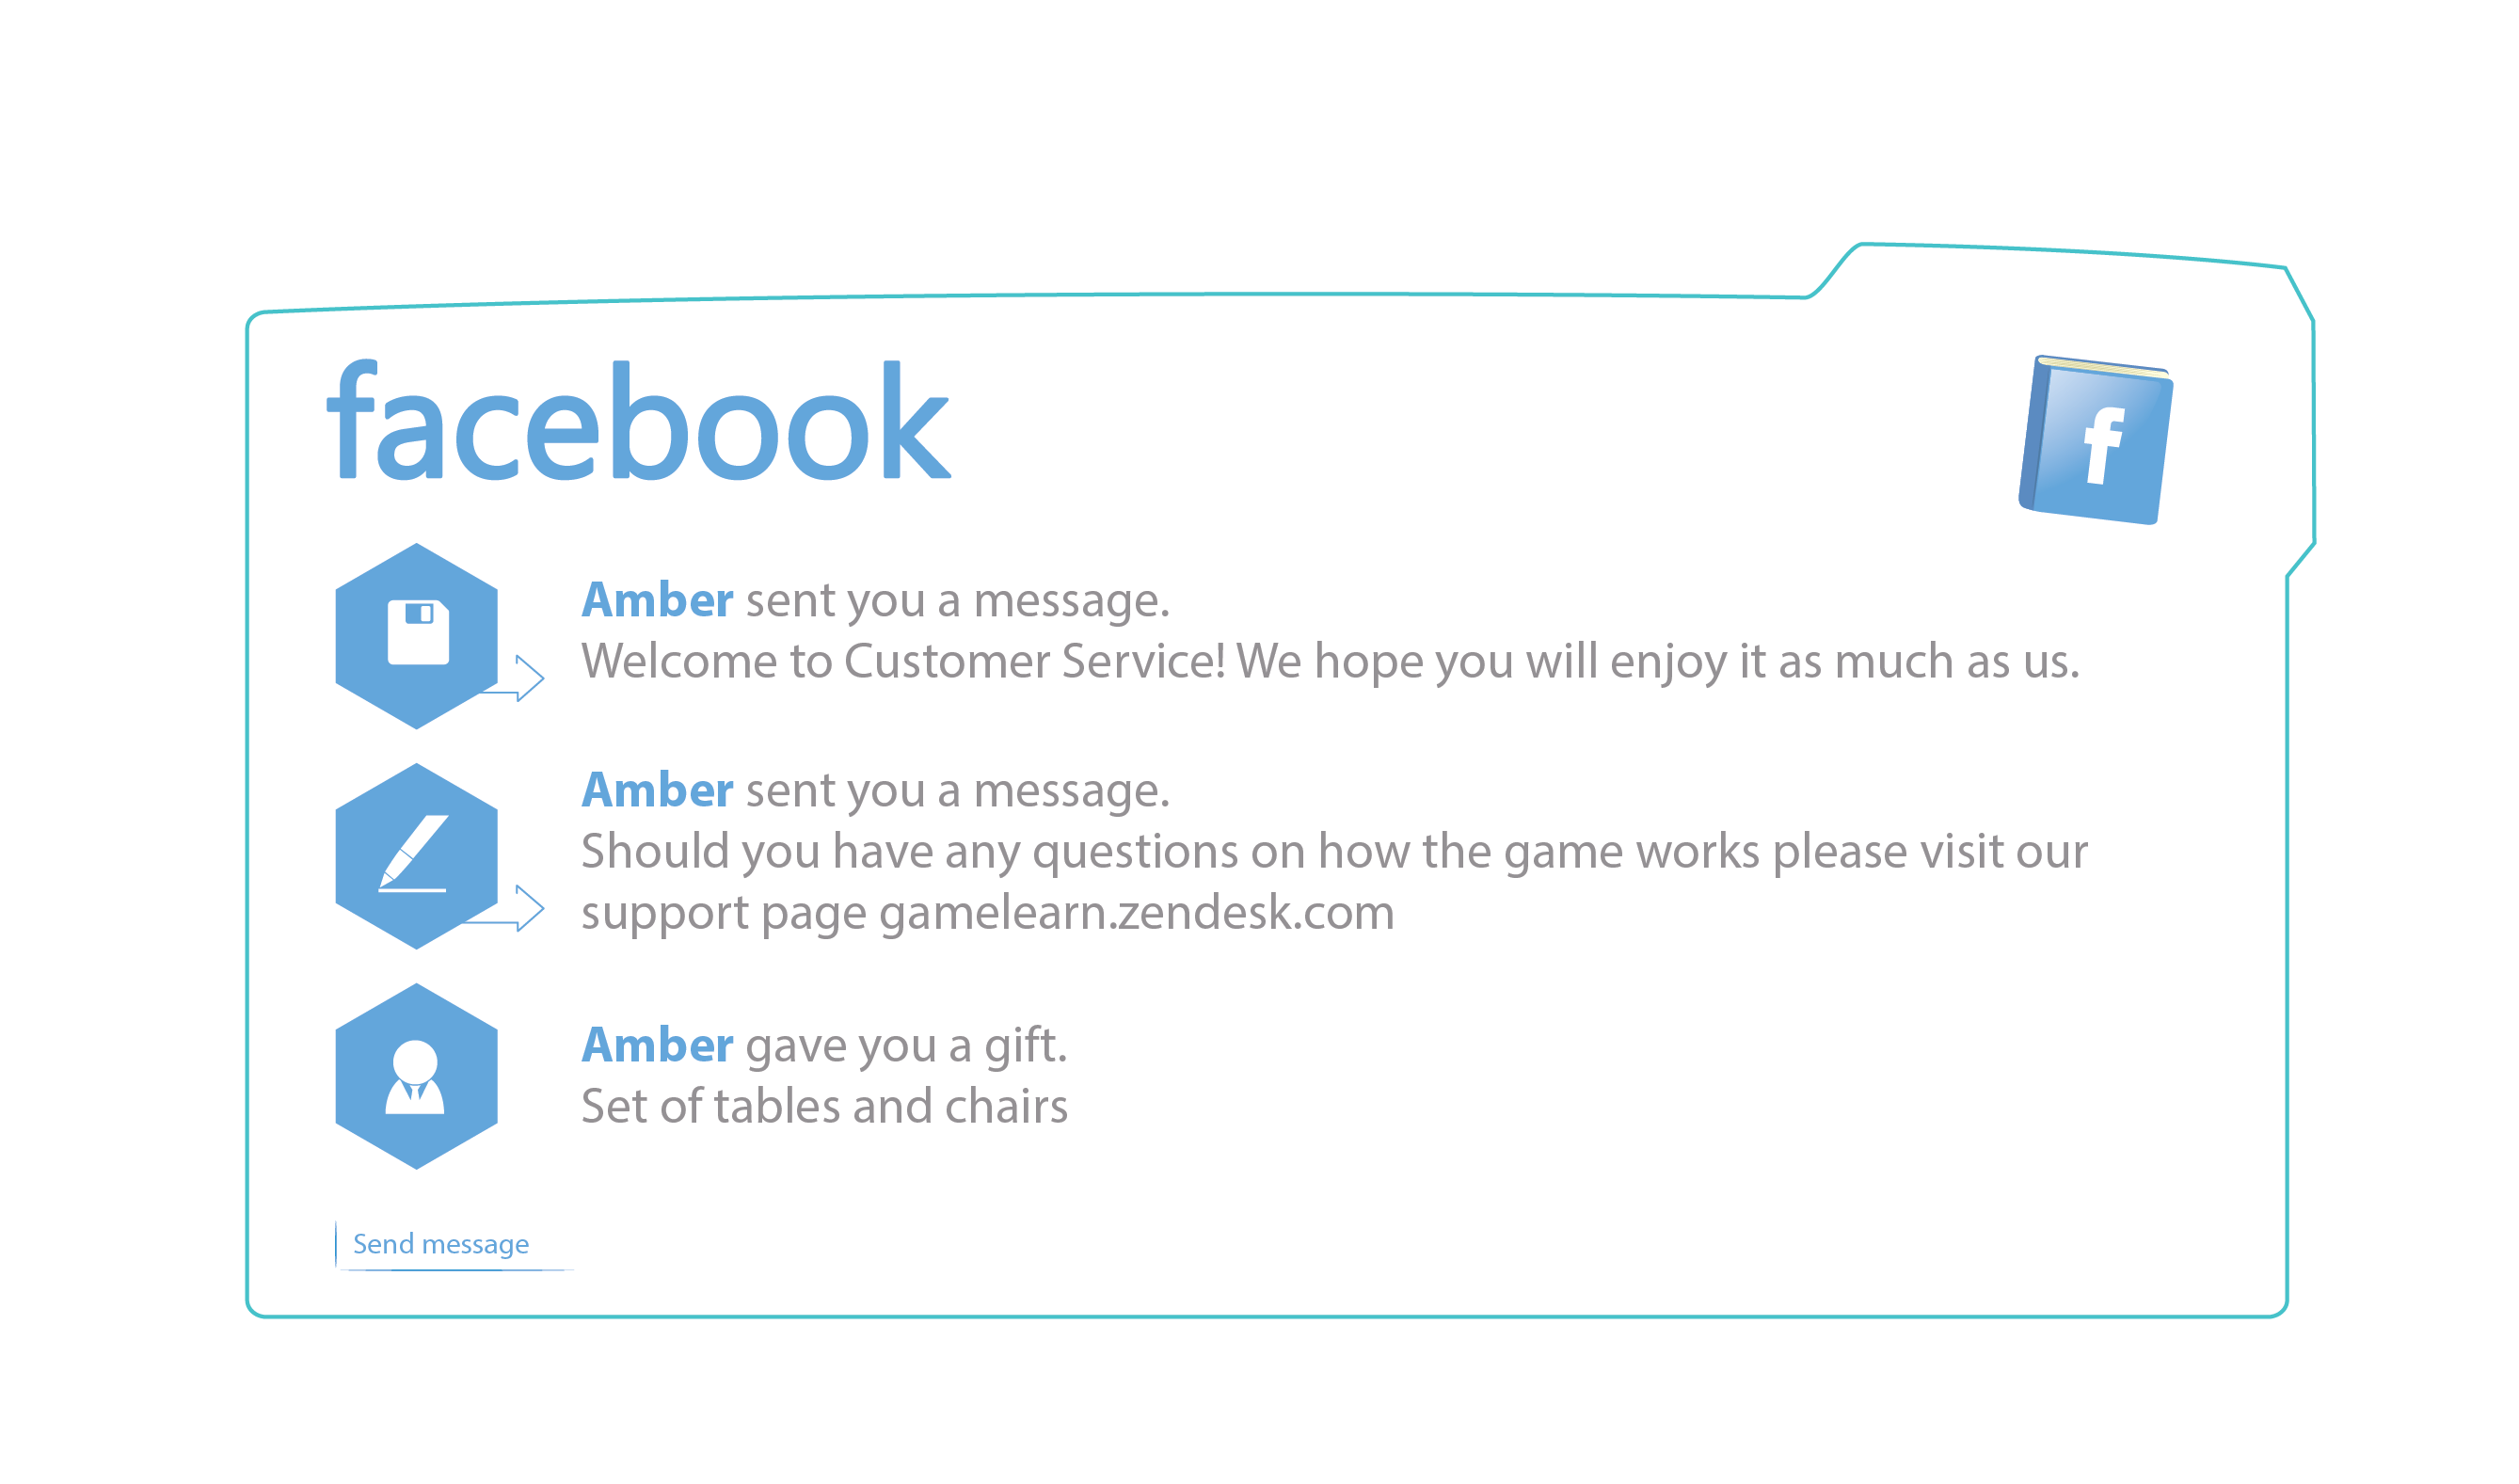 facebook
f
Amber sent you a message.
Welcome to Customer Service! We hope you will enjoy it as much as us.
Amber sent you a message.
Should you have any questions on how the game works please visit our
support page gamelearn.zendesk.com
Amber gave you a gift.
Set of tables and chairs
Send message